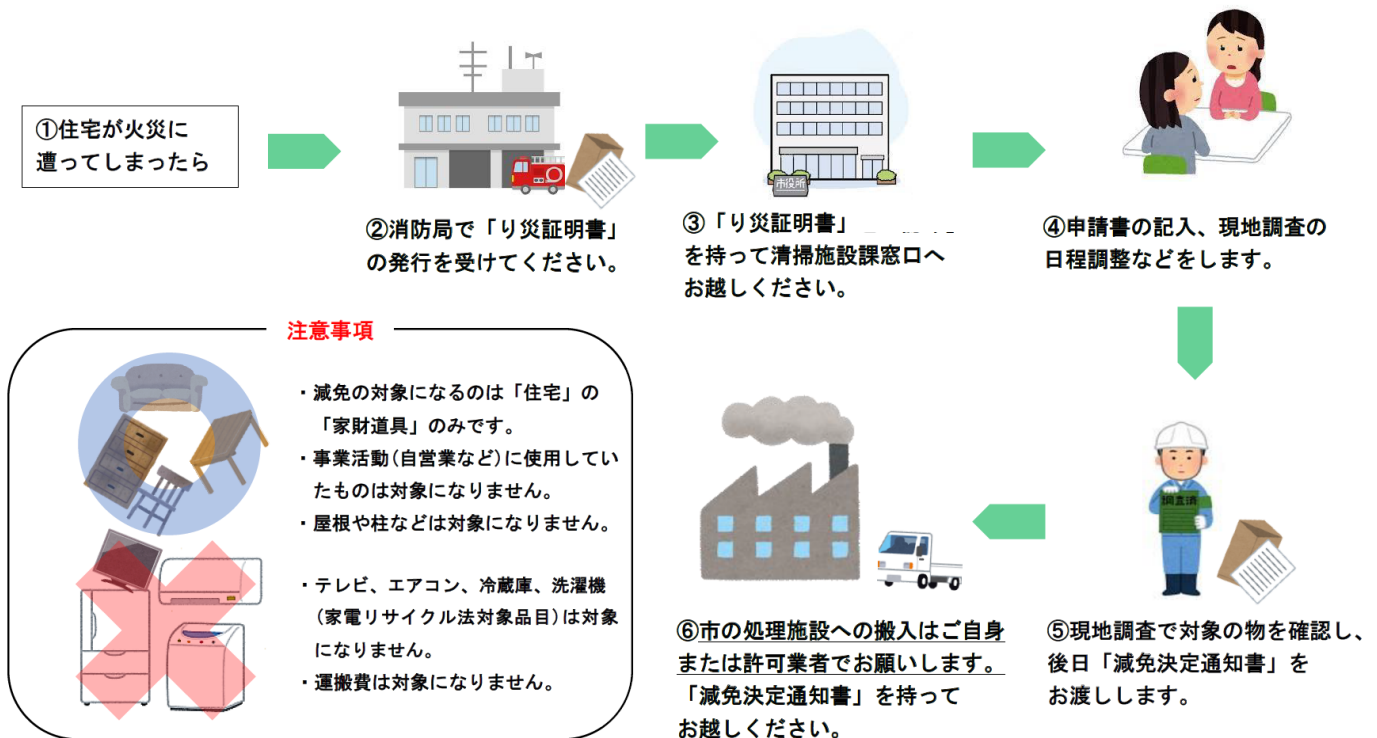 ①住宅が火災に
遭ってしまったら
②消防局で「り災証明書」
の発行を受けてください。
市役所
③「り災証明書」
を持って清掃施設課窓口へ
お越しください。
④申請書の記入、現地調査の
日程調整などをします。
調査済
⑤現地調査で対象の物を確認し、
後日「減免決定通知書」を
お渡しします。
⑥市の処理施設への搬入はご自身
または許可業者でお願いします。
「減免決定通知書」を持って
お越しください。
注意事項
・減免の対象になるのは「住宅」の
「家財道具」のみです。
・事業活動(自営業など)に使用してい
たものは対象になりません。
・屋根や柱などは対象になりません。
・テレビ、エアコン、冷蔵庫、洗濯機
(家電リサイクル法対象品目)は対象
になりません。
・運搬費は対象になりません。